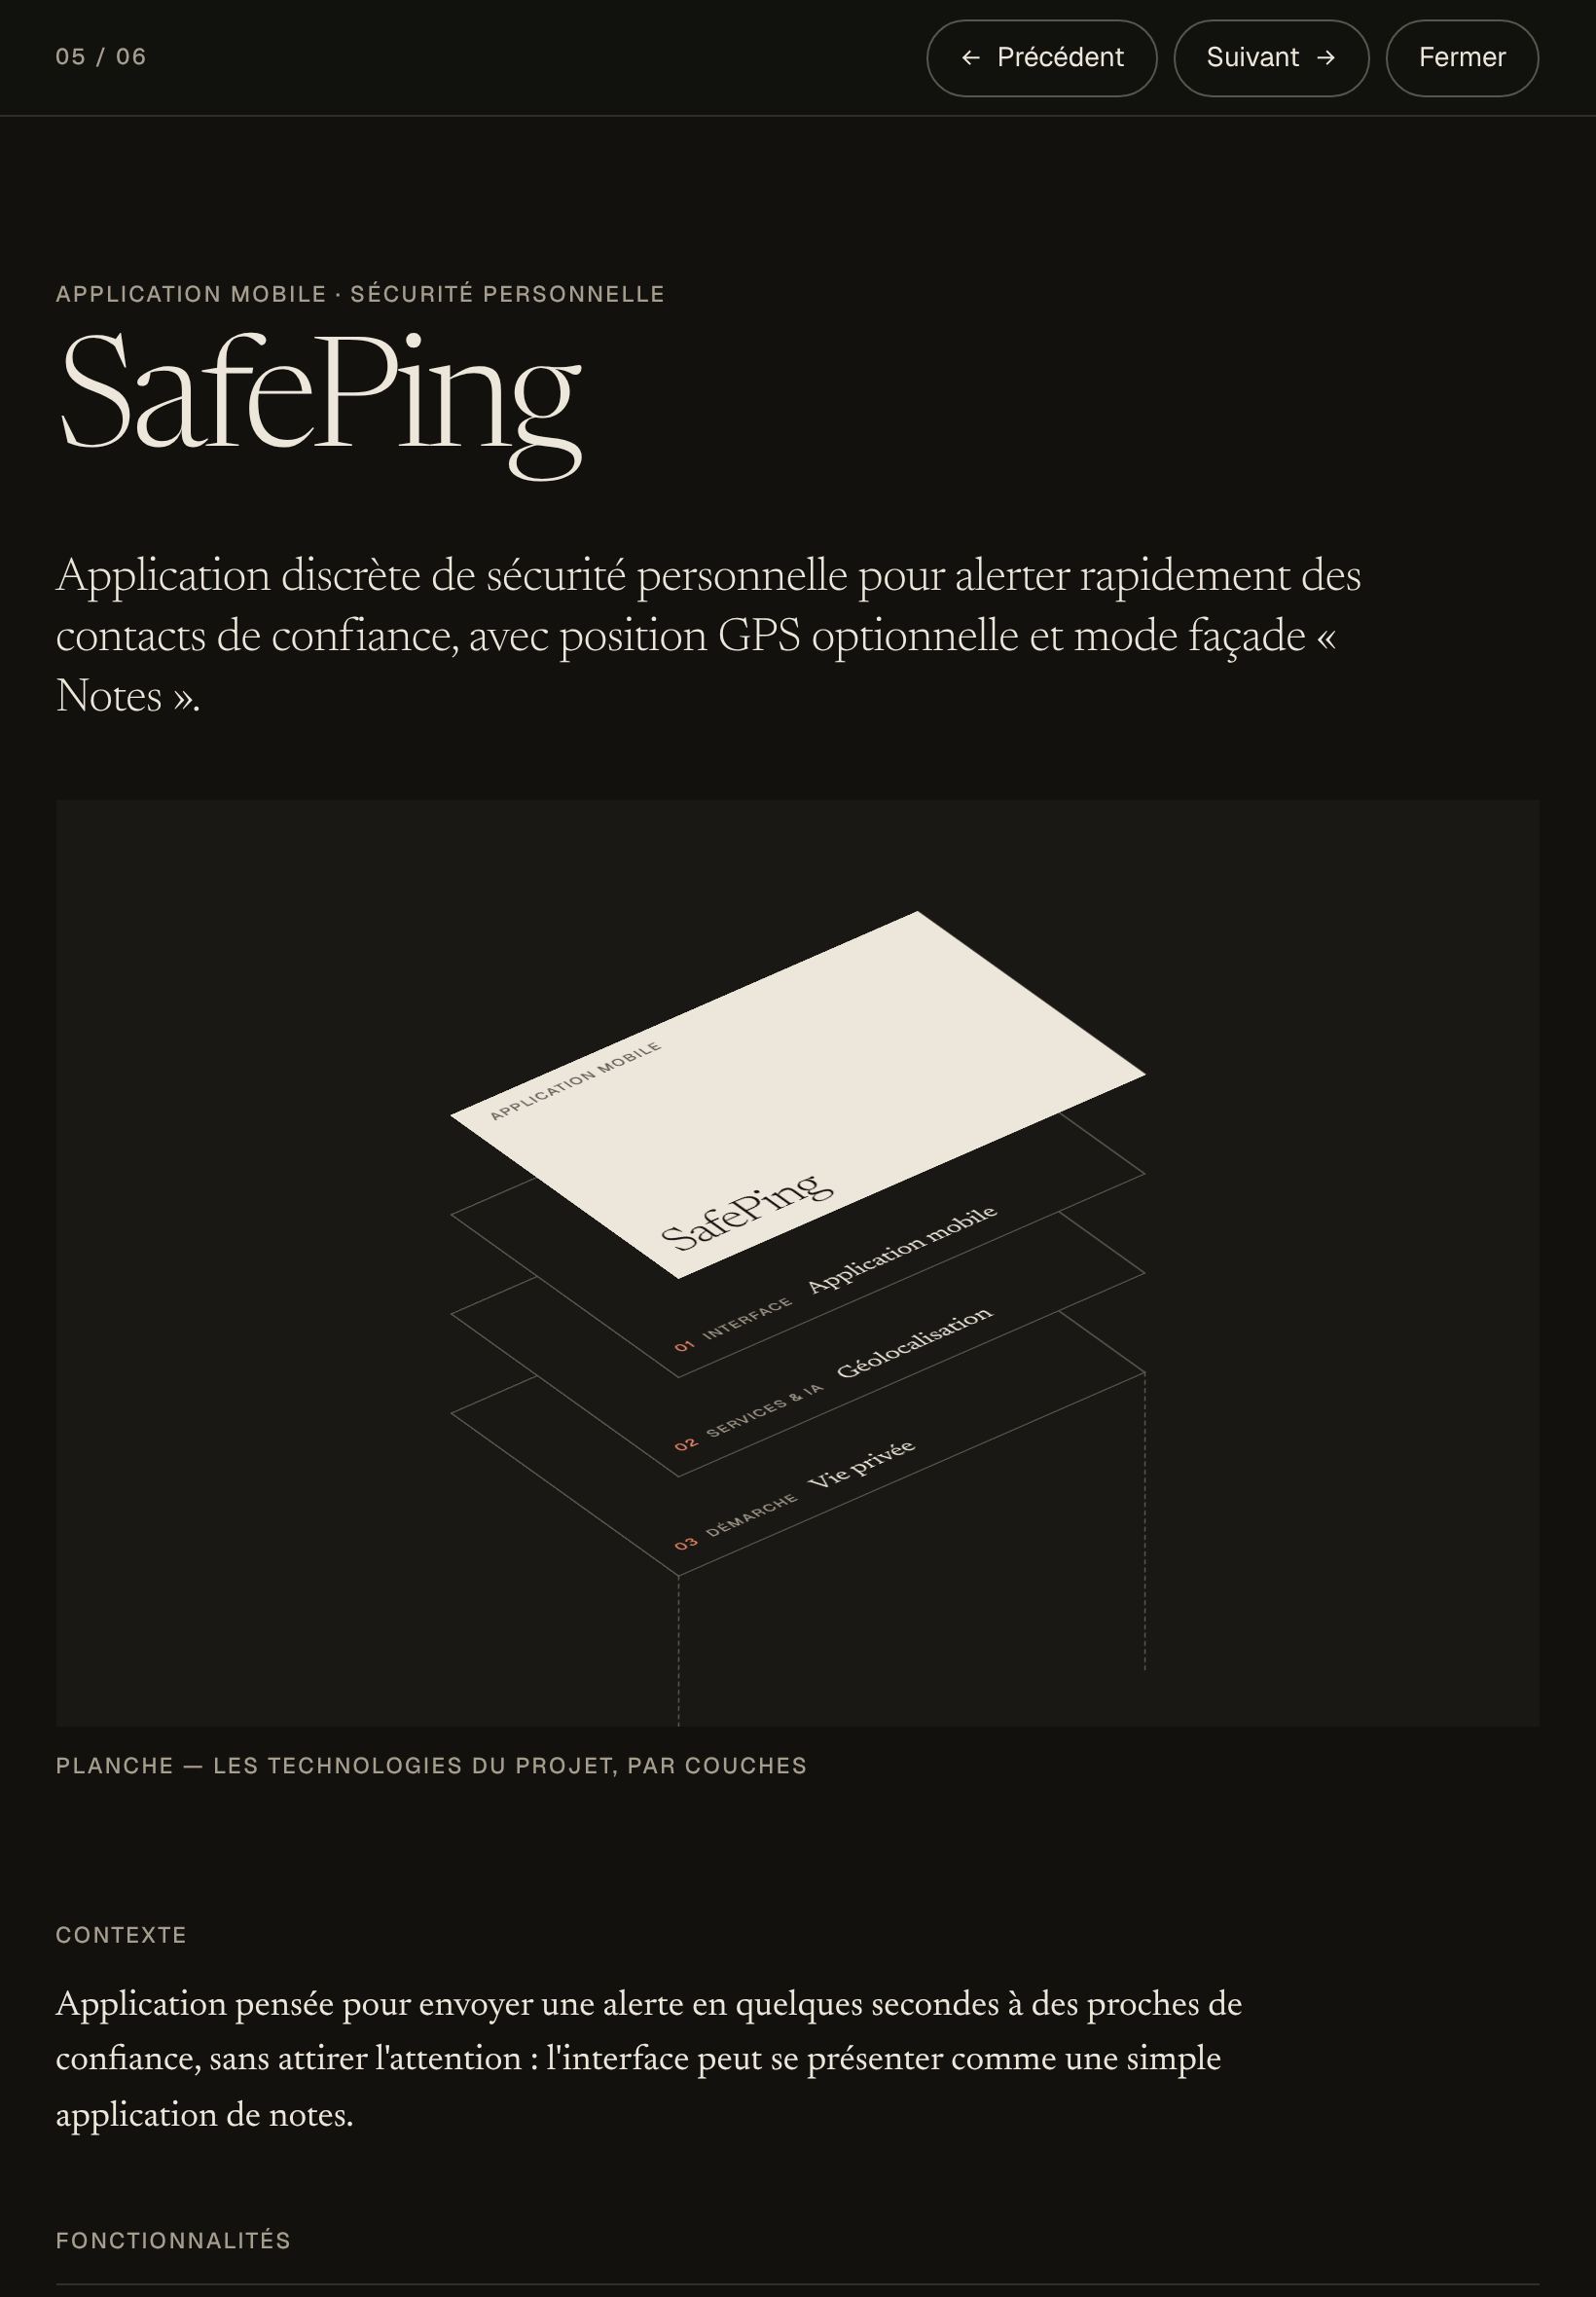 05 / 06
← Précédent
Suivant →
Fermer
APPLICATION MOBILE · SÉCURITÉ PERSONNELLE
SafePing
Application discrète de sécurité personnelle pour alerter rapidement des
contacts de confiance, avec position GPS optionnelle et mode façade «
Notes ».
APPLICATION MOBILE
SafePing
01 INTERFACE Application mobile
02 SERVICES & IA Géolocalisation
03 DÉMARCHE Vie privée
PLANCHE — LES TECHNOLOGIES DU PROJET, PAR COUCHES
CONTEXTE
Application pensée pour envoyer une alerte en quelques secondes à des proches de
confiance, sans attirer l'attention : l'interface peut se présenter comme une simple
application de notes.
FONCTIONNALITÉS